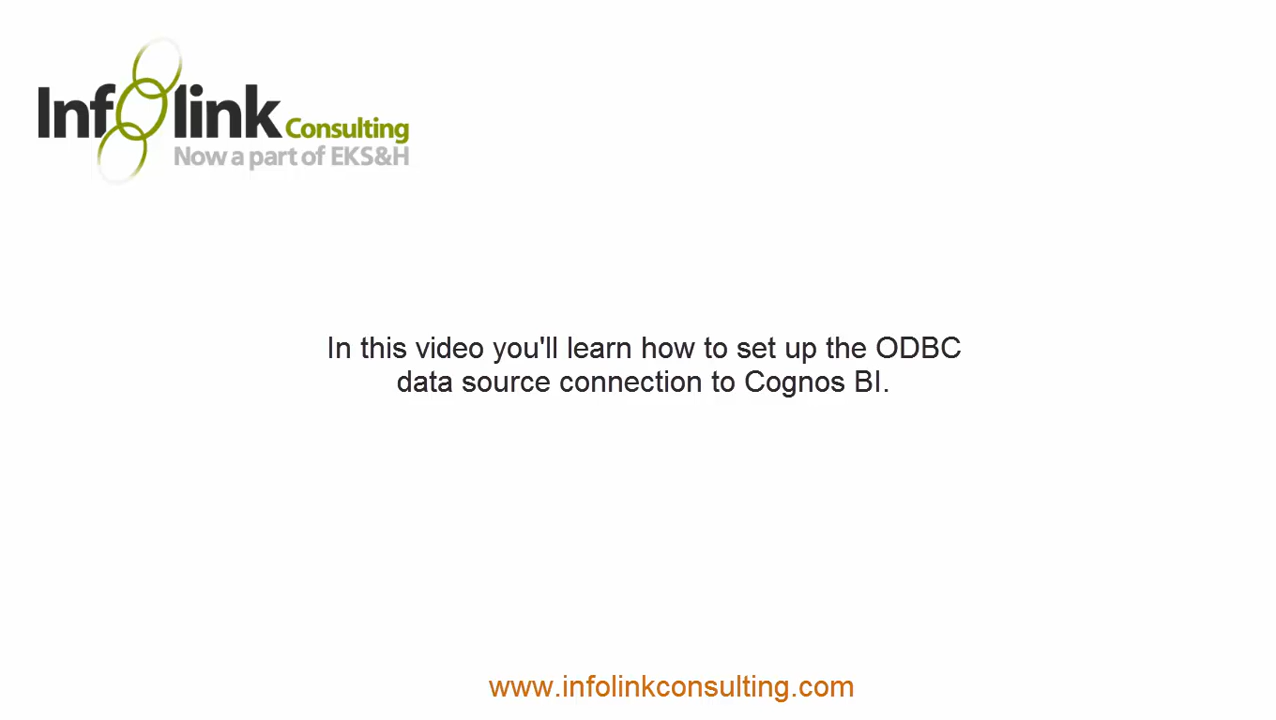 Infolink Consulting
Now a part of EKS&H
In this video you'll learn how to set up the ODBC
data source connection to Cognos BI.
www.infolinkconsulting.com